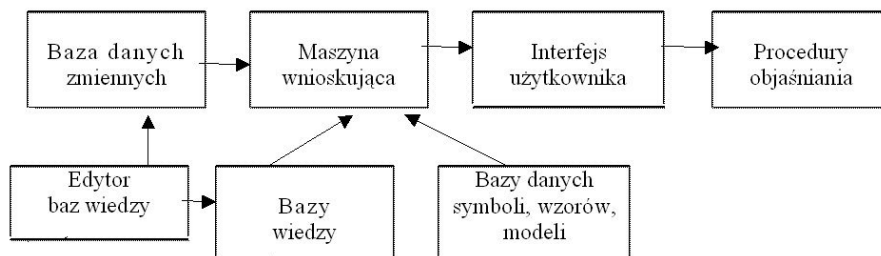 Baza danych
zmiennych
Maszyna
wnioskująca
Interfejs
użytkownika
Procedury
objaśniania
Edytor
baz wiedzy
Bazy
wiedzy
Bazy danych
symboli, wzorów,
modeli